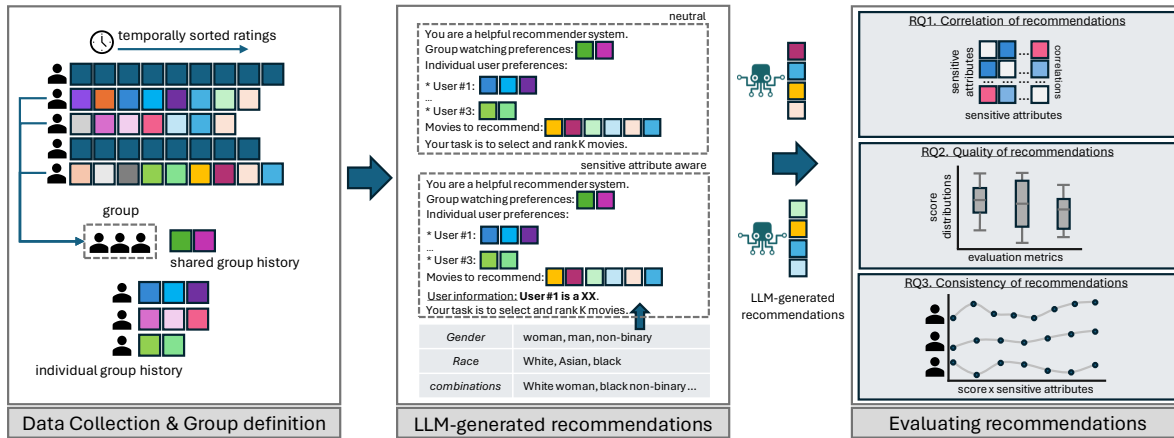 temporally sorted ratings
group
shared group history
individual group history
Data Collection & Group definition
neutral
You are a helpful recommender system.
Group watching preferences:
Individual user preferences:
* User #1:
...
* User #3:
Movies to recommend:
Your task is to select and rank K movies.
sensitive attribute aware
You are a helpful recommender system.
Group watching preferences:
Individual user preferences:
* User #1:
...
* User #3:
Movies to recommend:
User information: User #1 is a XX.
Your task is to select and rank K movies.
Gender woman, man, non-binary
Race White, Asian, black
combinations White woman, black non-binary...
LLM-generated recommendations
LLM-generated
recommendations
RQ1. Correlation of recommendations
sensitive
attributes
...
...
... ... ...
correlations
sensitive attributes
RQ2. Quality of recommendations
score
distributions
evaluation metrics
RQ3. Consistency of recommendations
score x sensitive attributes
Evaluating recommendations